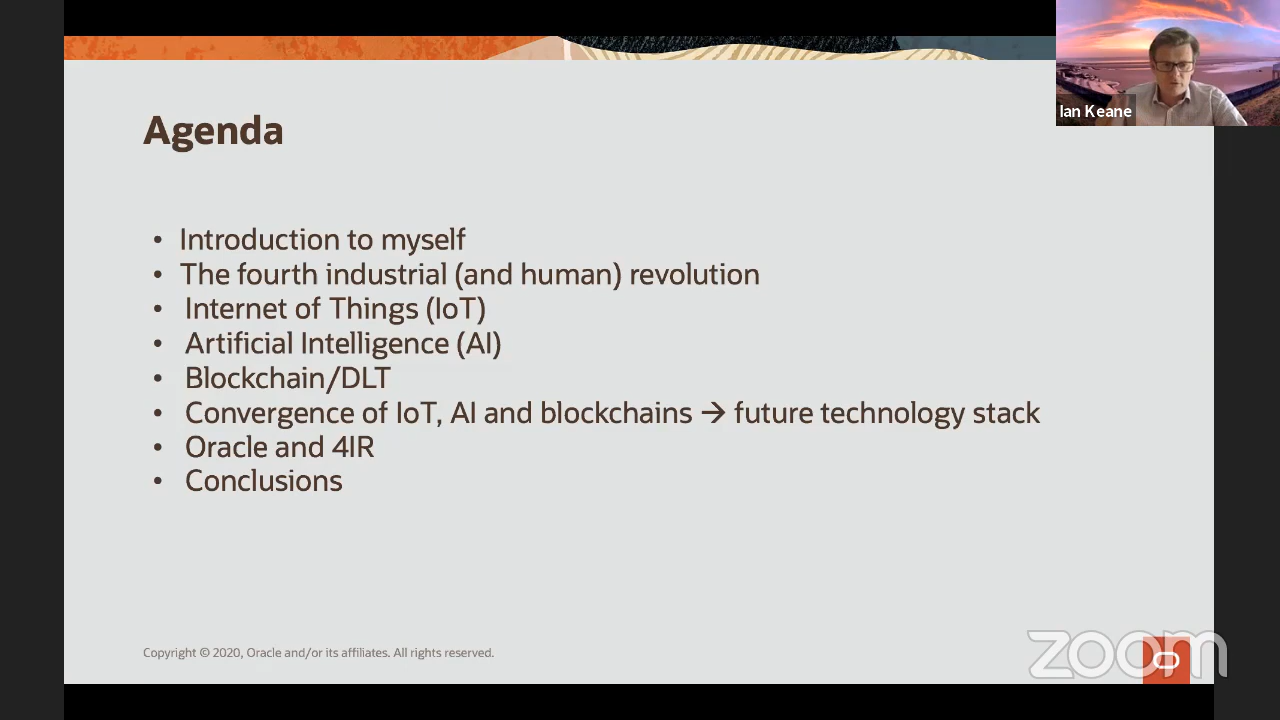 Ian Keane
Agenda
• Introduction to myself
• The fourth industrial (and human) revolution
• Internet of Things (IoT)
• Artificial Intelligence (AI)
• Blockchain/DLT
• Convergence of IoT, AI and blockchains → future technology stack
• Oracle and 4IR
• Conclusions
Copyright © 2020, Oracle and/or its affiliates. All rights reserved.
zoom